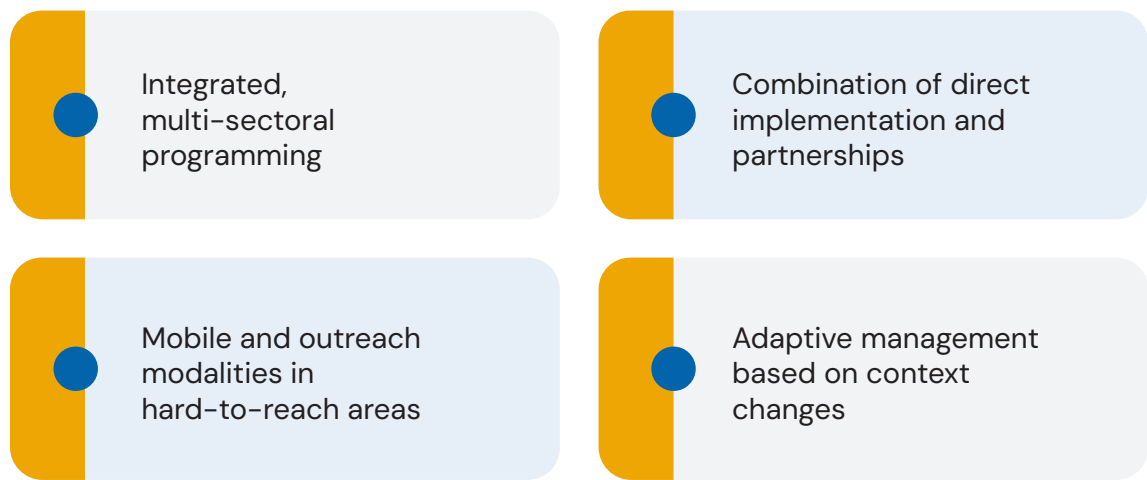 Integrated,
multi-sectoral
programming
Combination of direct
implementation and
partnerships
Mobile and outreach
modalities in
hard-to-reach areas
Adaptive management
based on context
changes